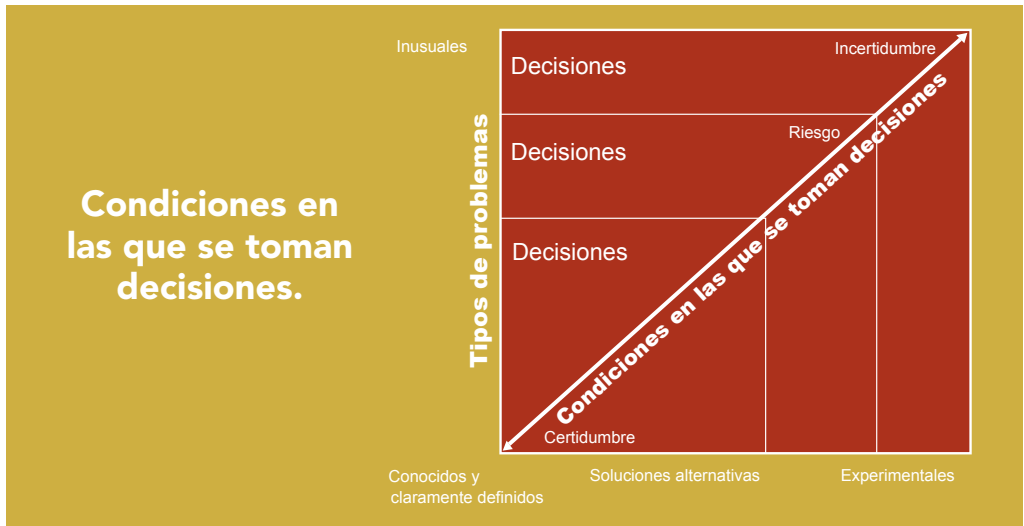 Condiciones en
las que se toman
decisiones.
Inusuales
Tipos de problemas
Decisiones
Decisiones
Decisiones
Incertidumbre
Riesgo
Condiciones en las que se toman decisiones
Certidumbre
Conocidos y
claramente definidos
Soluciones alternativas
Experimentales